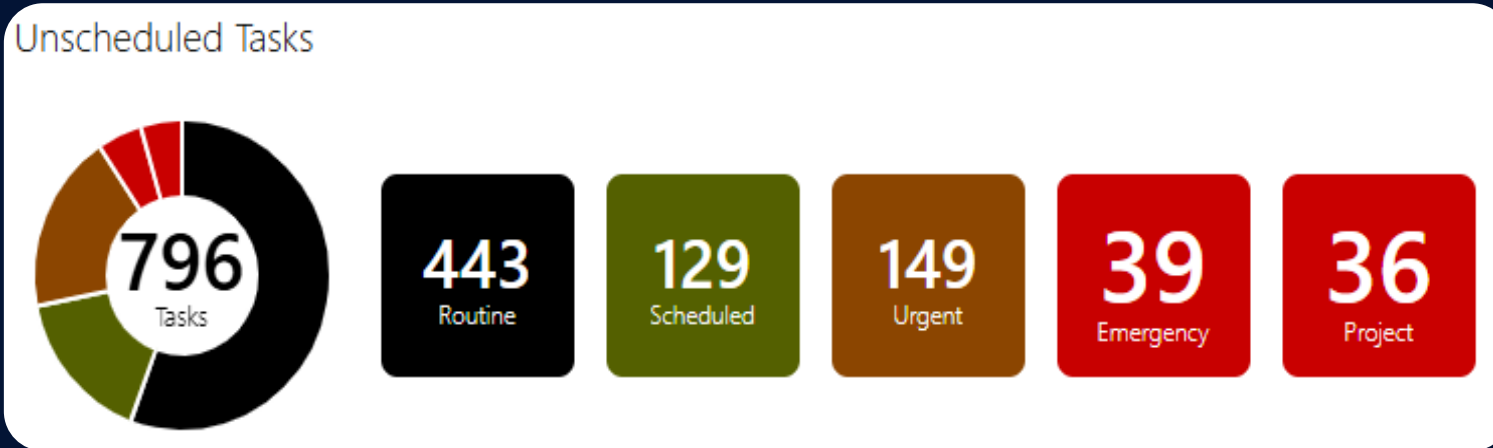 Unscheduled Tasks
796
Tasks
443
Routine
129
Scheduled
149
Urgent
39
Emergency
36
Project